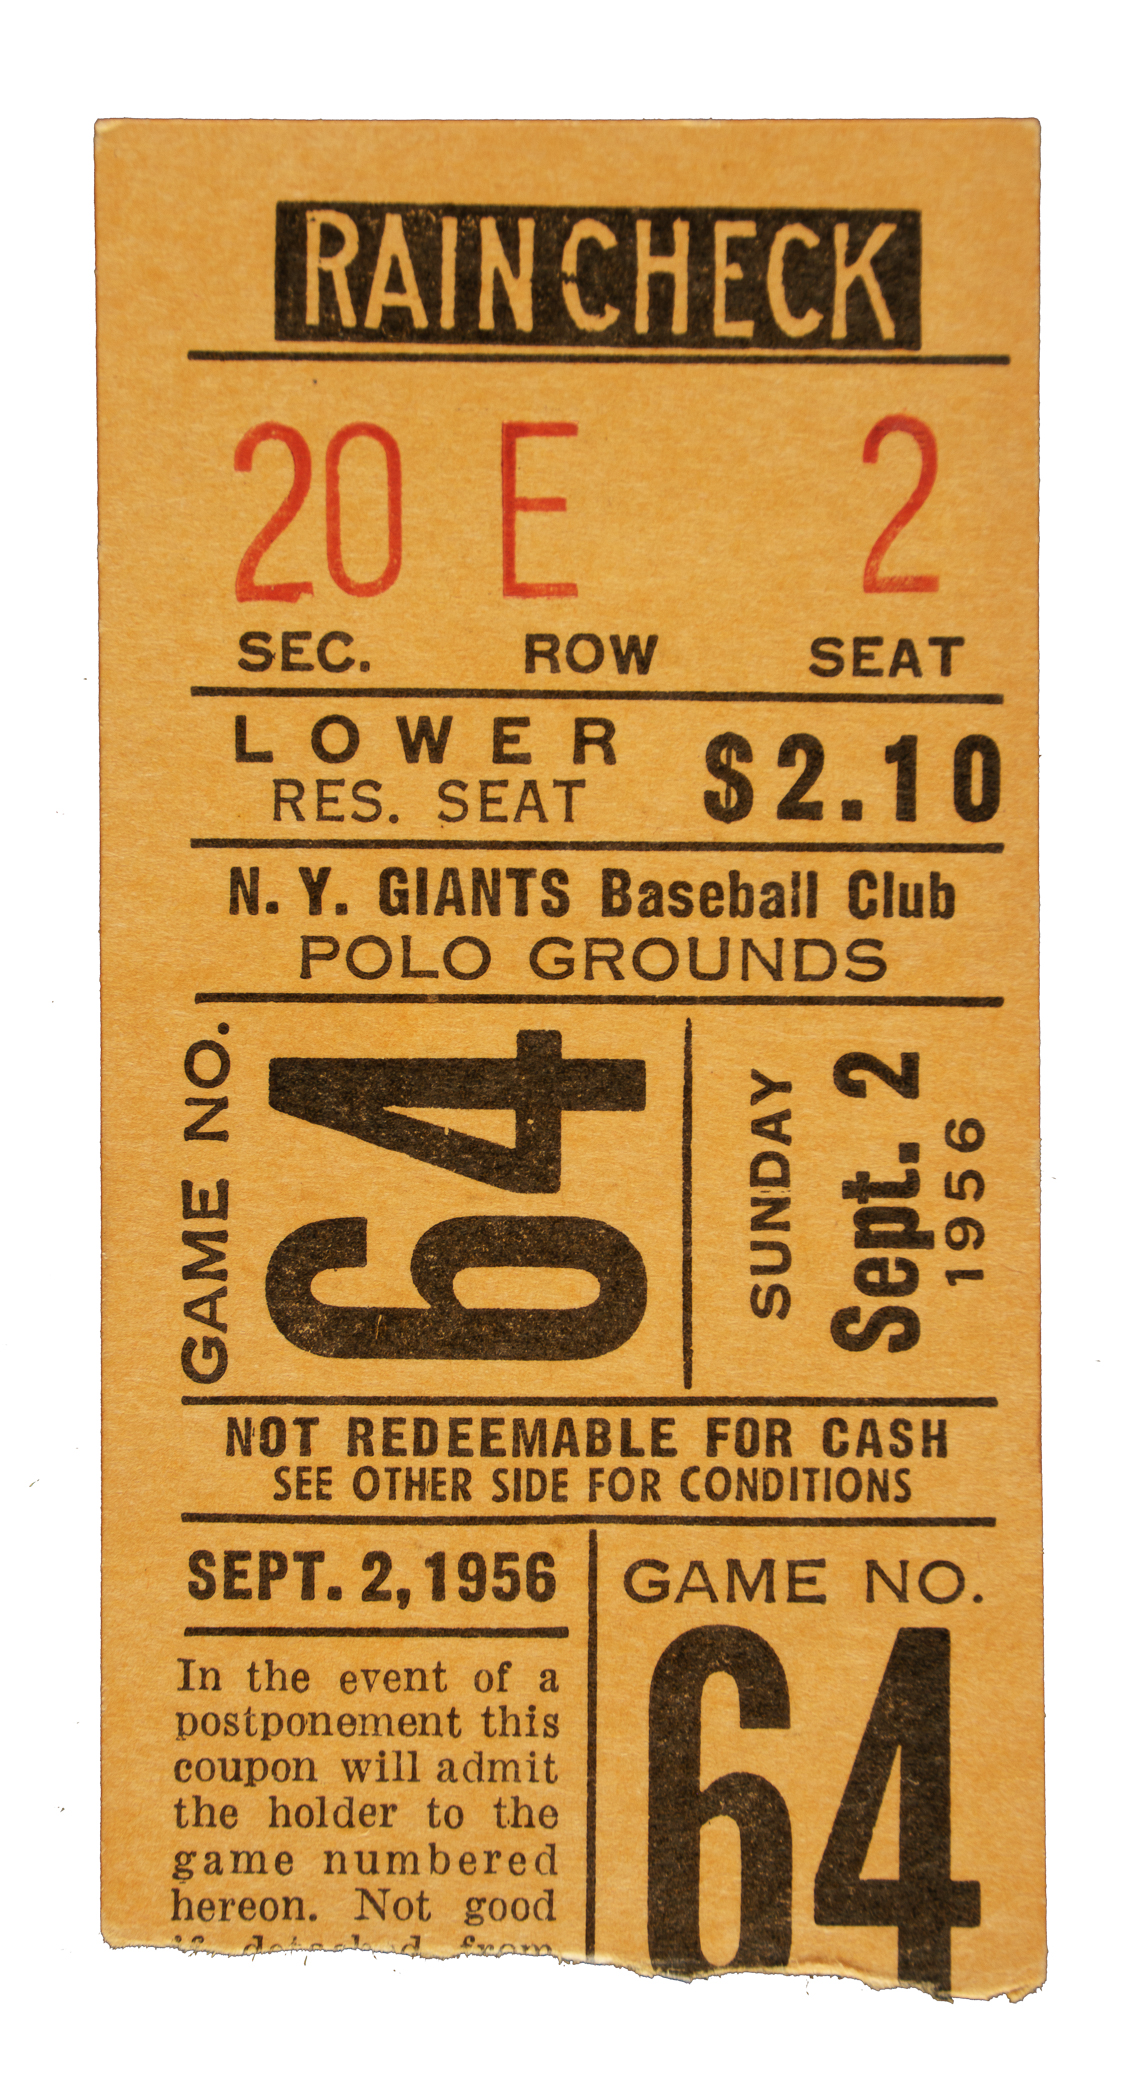 RAIN CHECK
20 E 2
SEC. ROW SEAT
LOWER $2.10
RES. SEAT
N. Y. GIANTS Baseball Club
POLO GROUNDS
GAME NO.
64
SUNDAY
Sept. 2
1956
NOT REDEEMABLE FOR CASH
SEE OTHER SIDE FOR CONDITIONS
SEPT. 2, 1956
In the event of a
postponement this
coupon will admit
the holder to the
game numbered
hereon. Not good
if detached from
GAME NO.
64